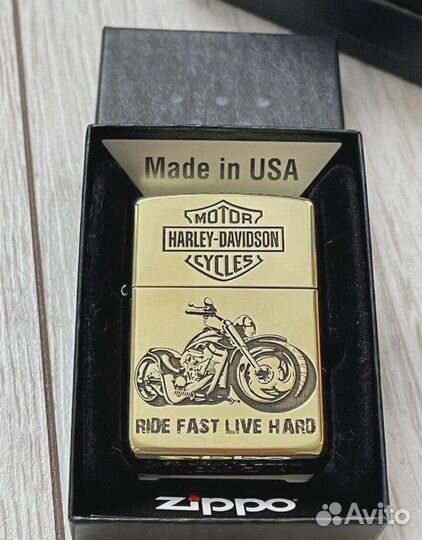 Made in USA
MOTOR
HARLEY-DAVIDSON
CYCLES
RIDE FAST LIVE HARD
zippo
Avito